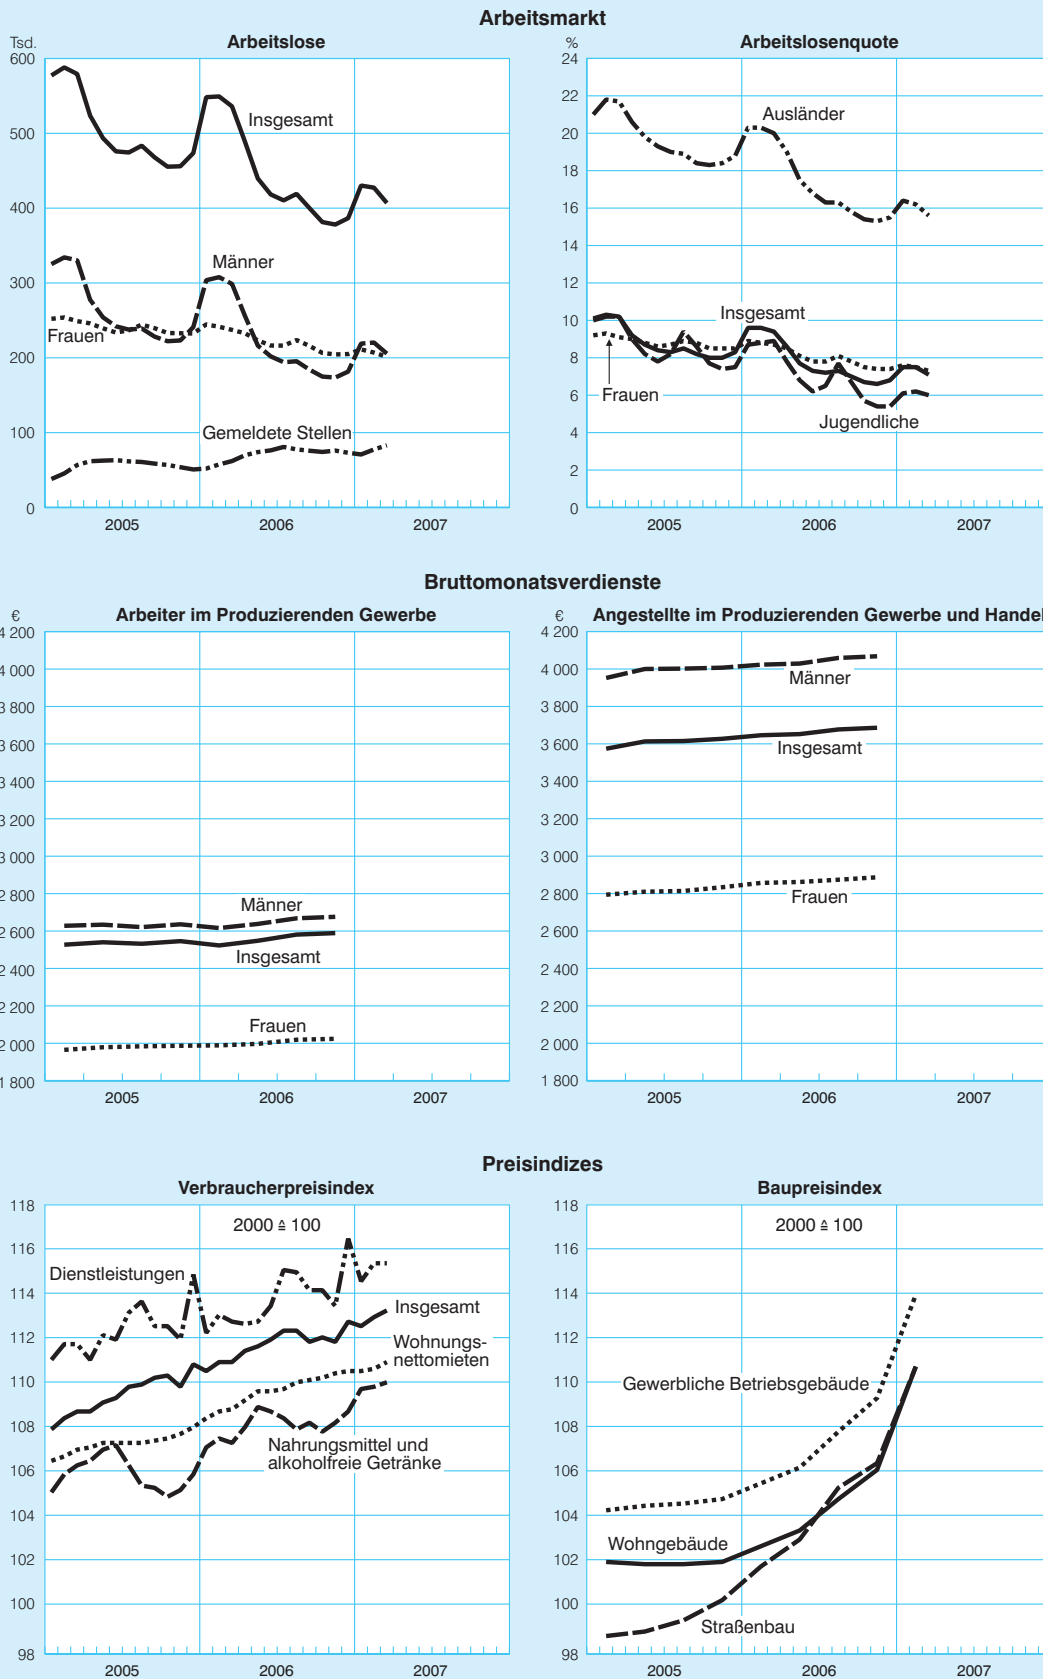 Arbeitsmarkt
Tsd.
Arbeitslose
600
500
400
300
200
100
0
Insgesamt
Männer
Frauen
Gemeldete Stellen
2005
2006
2007
%
Arbeitslosenquote
24
22
20
18
16
14
12
10
8
6
4
2
0
Ausländer
Insgesamt
Frauen
Jugendliche
2005
2006
2007
Bruttomonatsverdienste
€
Arbeiter im Produzierenden Gewerbe
4 200
4 000
3 800
3 600
3 400
3 200
3 000
2 800
2 600
2 400
2 200
2 000
1 800
Männer
Insgesamt
Frauen
2005
2006
2007
€
Angestellte im Produzierenden Gewerbe und Handel
4 200
4 000
3 800
3 600
3 400
3 200
3 000
2 800
2 600
2 400
2 200
2 000
1 800
Männer
Insgesamt
Frauen
2005
2006
2007
Preisindizes
Verbraucherpreisindex
118
116
114
112
110
108
106
104
102
100
98
2000 ≙ 100
Dienstleistungen
Insgesamt
Wohnungs-
nettomieten
Nahrungsmittel und
alkoholfreie Getränke
2005
2006
2007
Baupreisindex
118
116
114
112
110
108
106
104
102
100
98
2000 ≙ 100
Gewerbliche Betriebsgebäude
Wohngebäude
Straßenbau
2005
2006
2007